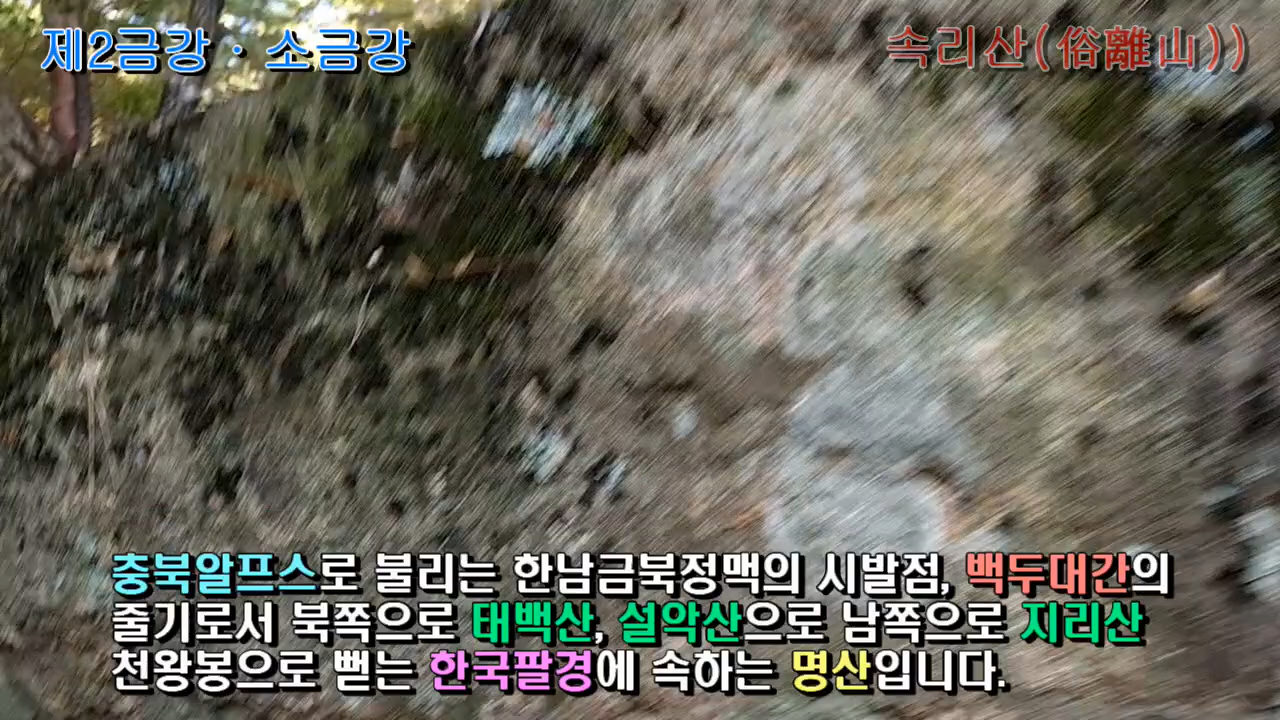 제2금강·소금강
속리산(俗離山))
충북알프스로 불리는 한남금북정맥의 시발점, 백두대간의
줄기로서 북쪽으로 태백산, 설악산으로 남쪽으로 지리산
천왕봉으로 뻗는 한국팔경에 속하는 명산입니다.